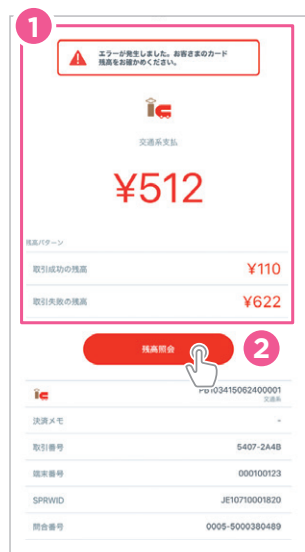 1
エラーが発生しました。お客さまのカード
残高をお確かめください。
交通系支払
¥512
残高パターン
取引成功の残高 ¥110
取引失敗の残高 ¥622
残高照会
2
PB103415062400001
交通系
決済メモ -
取引番号 5407-2A4B
端末番号 000100123
SPRWID JE10710001820
問合番号 0005-5000380489